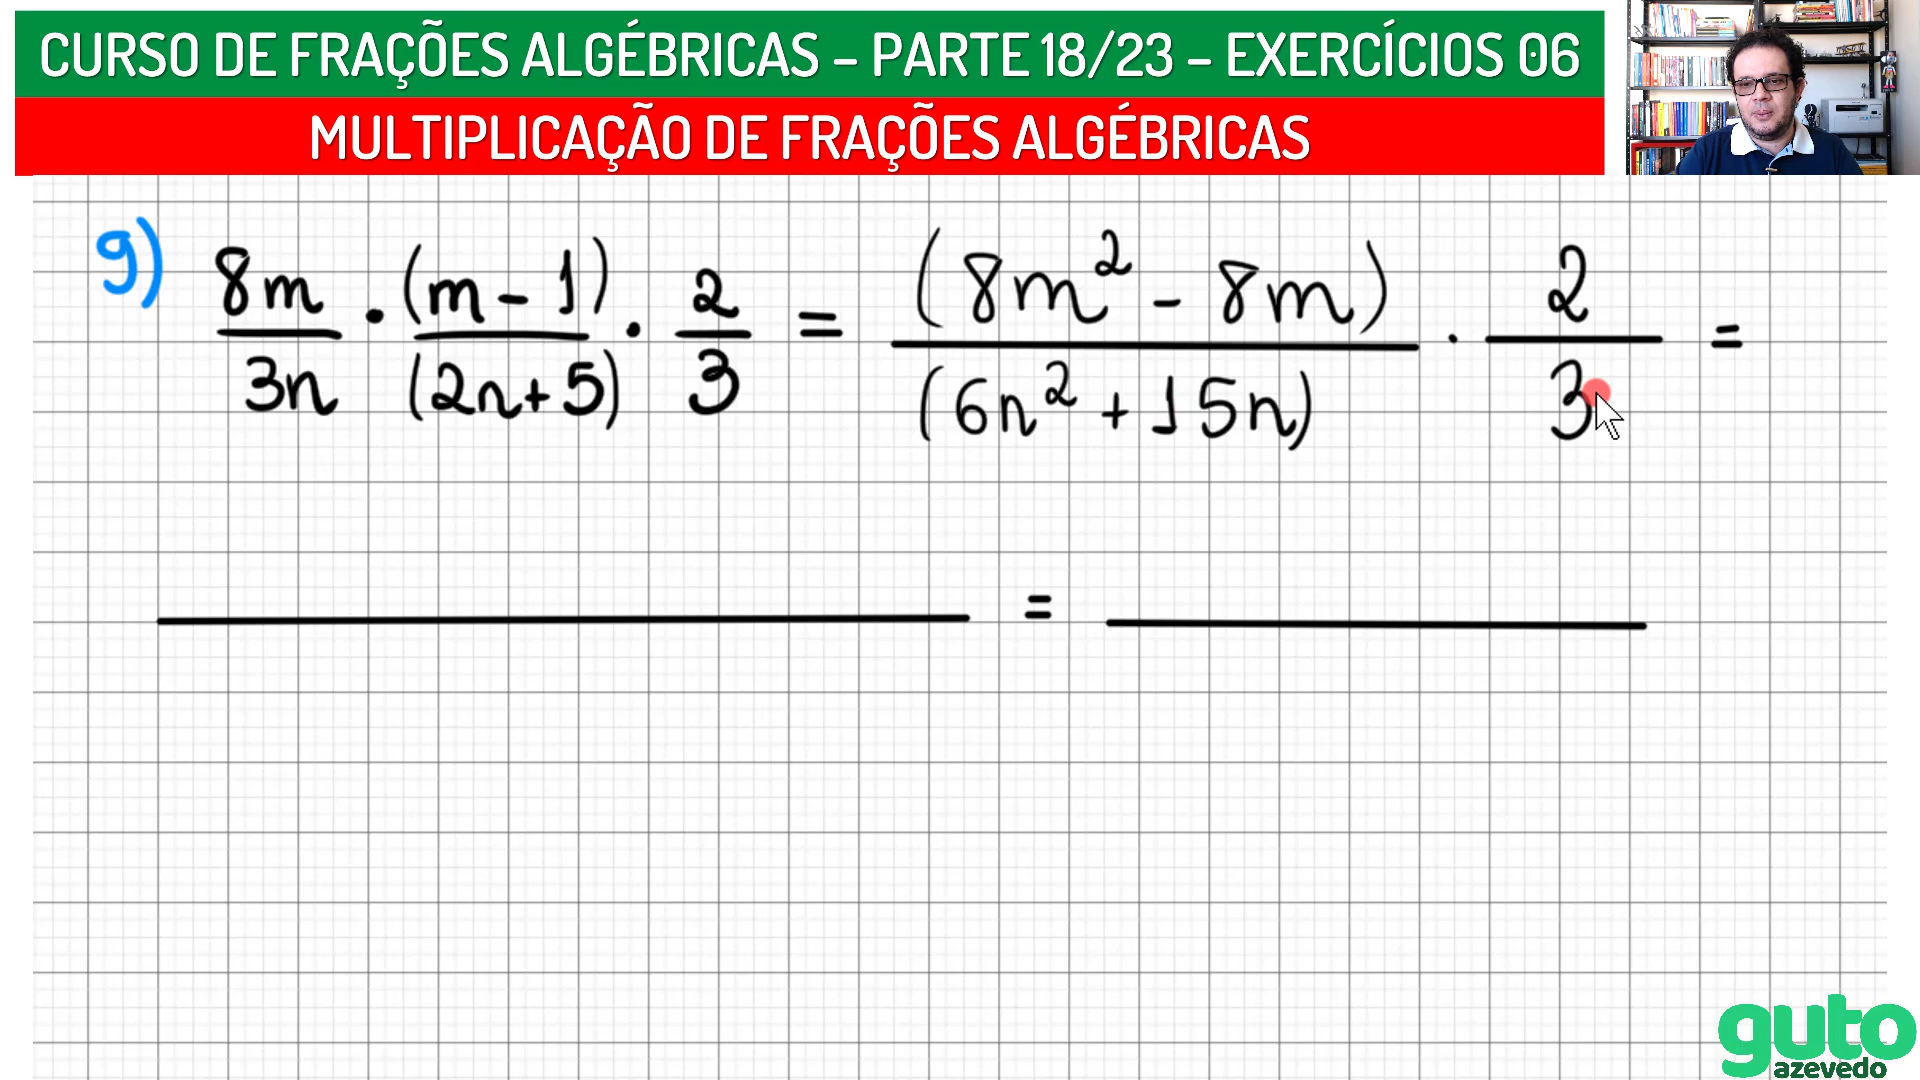 CURSO DE FRAÇÕES ALGÉBRICAS – PARTE 18/23 – EXERCÍCIOS 06
MULTIPLICAÇÃO DE FRAÇÕES ALGÉBRICAS
g) 8m/3n · (m - 1)/(2n+5) · 2/3 = (8m² - 8m)/(6n² + 15n) · 2/3 =
=
guto
azevedo